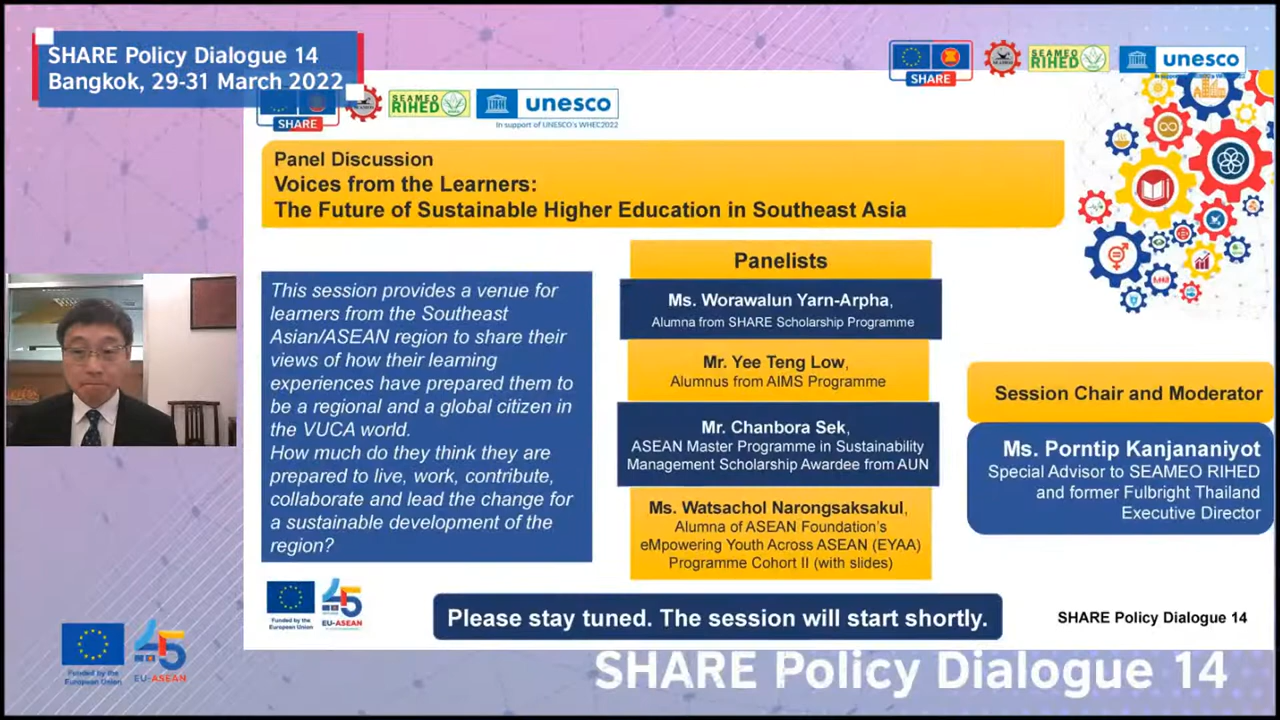 SHARE Policy Dialogue 14
Bangkok, 29-31 March 2022
SHARE
SEAMEO
RIHED
unesco
SHARE
SEAMEO
RIHED
unesco
In support of UNESCO's WHEC2022
Panel Discussion
Voices from the Learners:
The Future of Sustainable Higher Education in Southeast Asia
This session provides a venue for
learners from the Southeast
Asian/ASEAN region to share their
views of how their learning
experiences have prepared them to
be a regional and a global citizen in
the VUCA world.
How much do they think they are
prepared to live, work, contribute,
collaborate and lead the change for
a sustainable development of the
region?
Panelists
Ms. Worawalun Yarn-Arpha,
Alumna from SHARE Scholarship Programme
Mr. Yee Teng Low,
Alumnus from AIMS Programme
Mr. Chanbora Sek,
ASEAN Master Programme in Sustainability
Management Scholarship Awardee from AUN
Ms. Watsachol Narongsaksakul,
Alumna of ASEAN Foundation's
eMpowering Youth Across ASEAN (EYAA)
Programme Cohort II (with slides)
Session Chair and Moderator
Ms. Porntip Kanjananiyot
Special Advisor to SEAMEO RIHED
and former Fulbright Thailand
Executive Director
Funded by the
European Union
45
EU-ASEAN
Please stay tuned. The session will start shortly.
SHARE Policy Dialogue 14
Funded by the
European Union
45
EU-ASEAN
SHARE Policy Dialogue 14